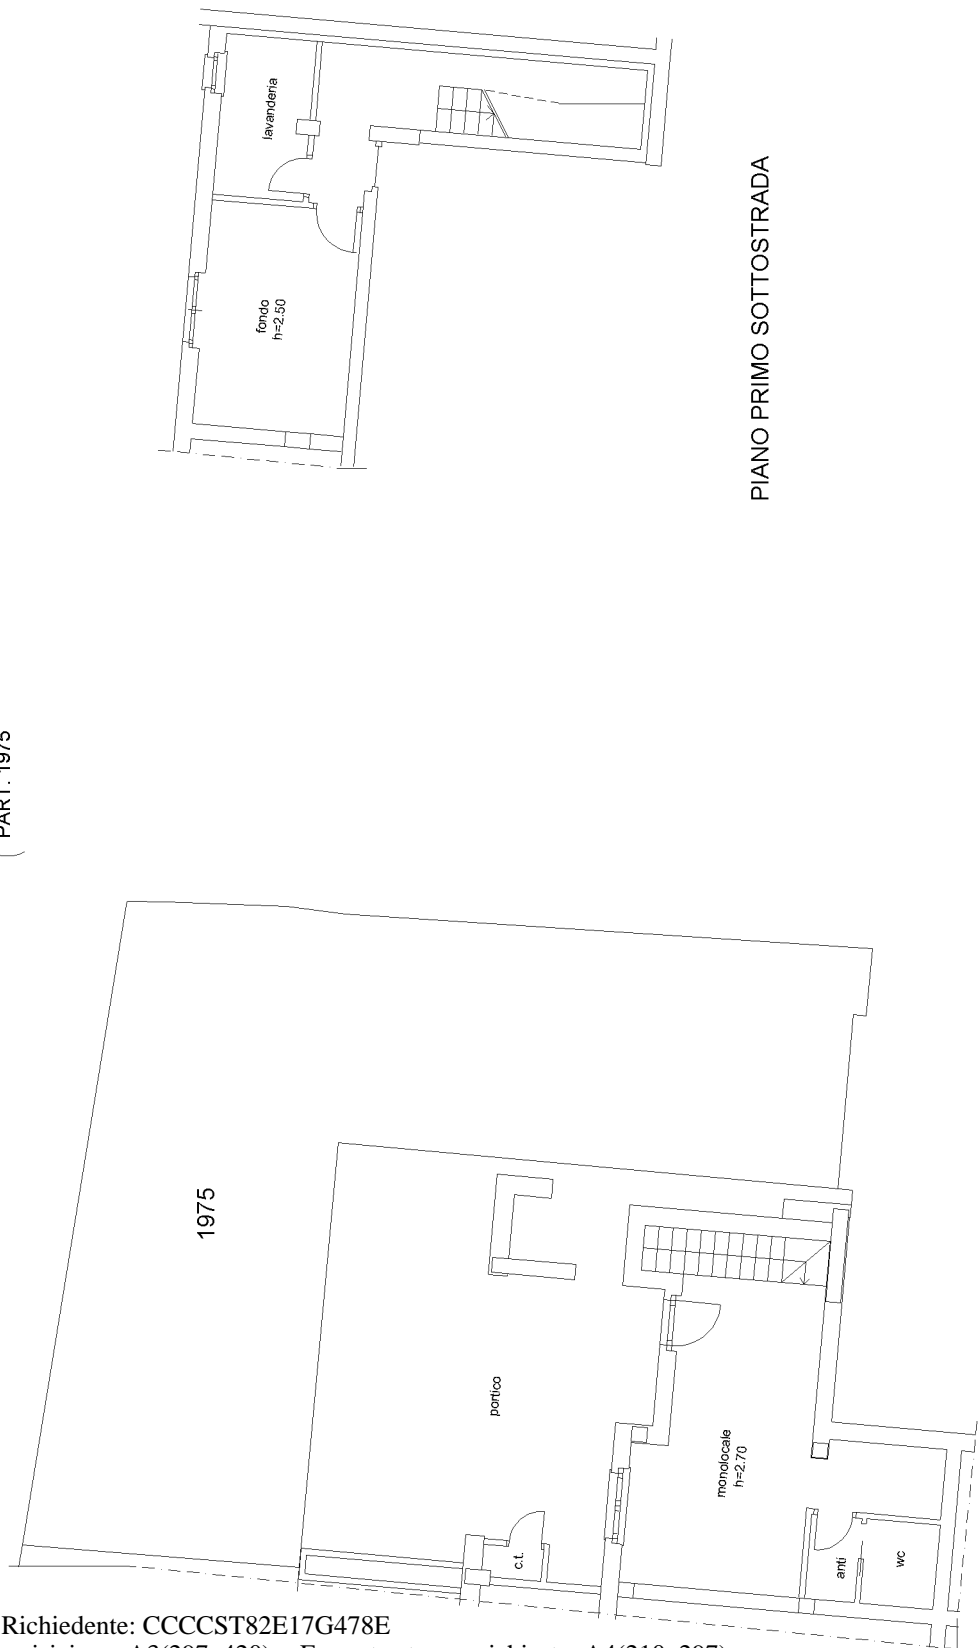 lavanderia
fondo
h=2.50
PIANO PRIMO SOTTOSTRADA
PART. 1975
1975
portico
monolocale
h=2.70
c.t.
anti
wc
Richiedente: CCCCST82E17G478E